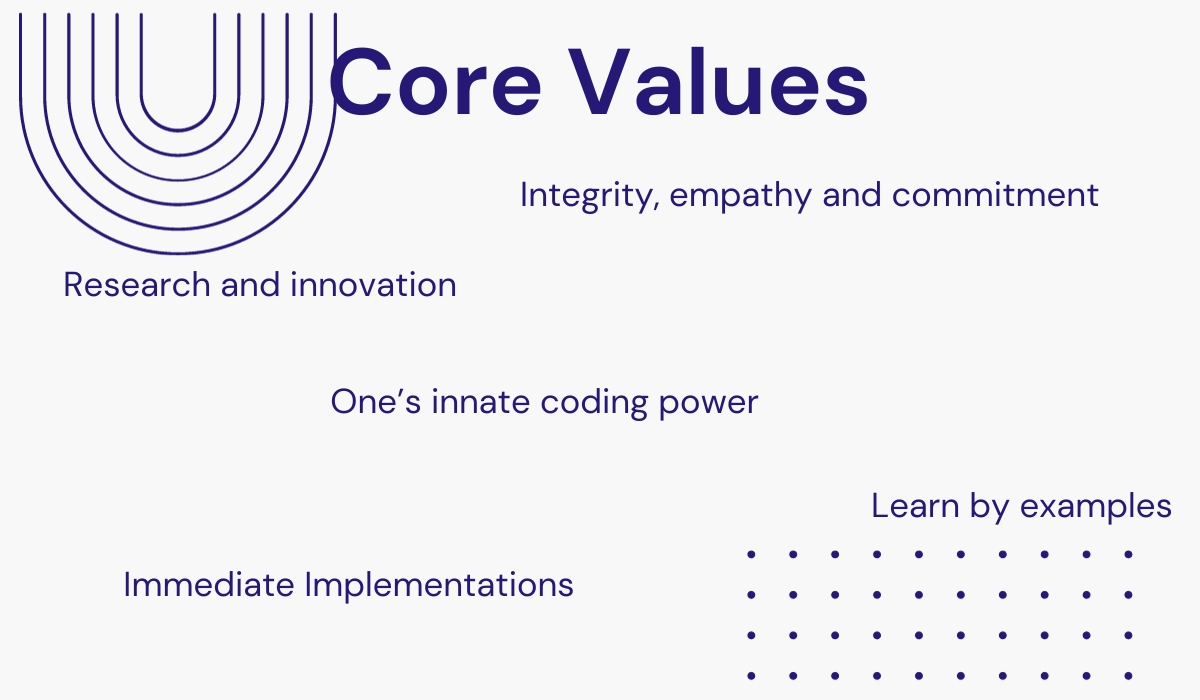 Core Values
Integrity, empathy and commitment
Research and innovation
One’s innate coding power
Learn by examples
Immediate Implementations